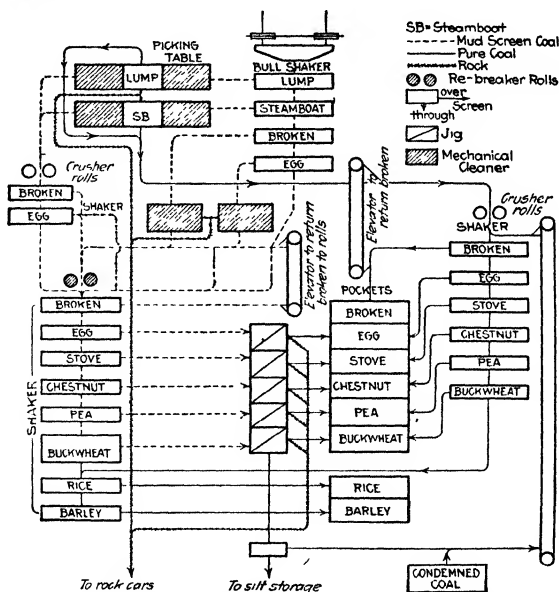 SB=Steamboat
Mud Screen Coal
Pure Coal
Rock
Re-breaker Rolls
over
Screen
through
Jig
Mechanical
Cleaner
PICKING
TABLE
LUMP
SB
BULL SHAKER
LUMP
STEAMBOAT
BROKEN
EGG
Crusher
rolls
BROKEN
EGG
SHAKER
Elevator to return
broken to rolls
Elevator to
return broken
Crusher
rolls
SHAKER
BROKEN
EGG
STOVE
CHESTNUT
PEA
BUCKWHEAT
SHAKER
BROKEN
EGG
STOVE
CHESTNUT
PEA
BUCKWHEAT
RICE
BARLEY
POCKETS
BROKEN
EGG
STOVE
CHESTNUT
PEA
BUCKWHEAT
RICE
BARLEY
To rock cars
To silt storage
CONDEMNED
COAL